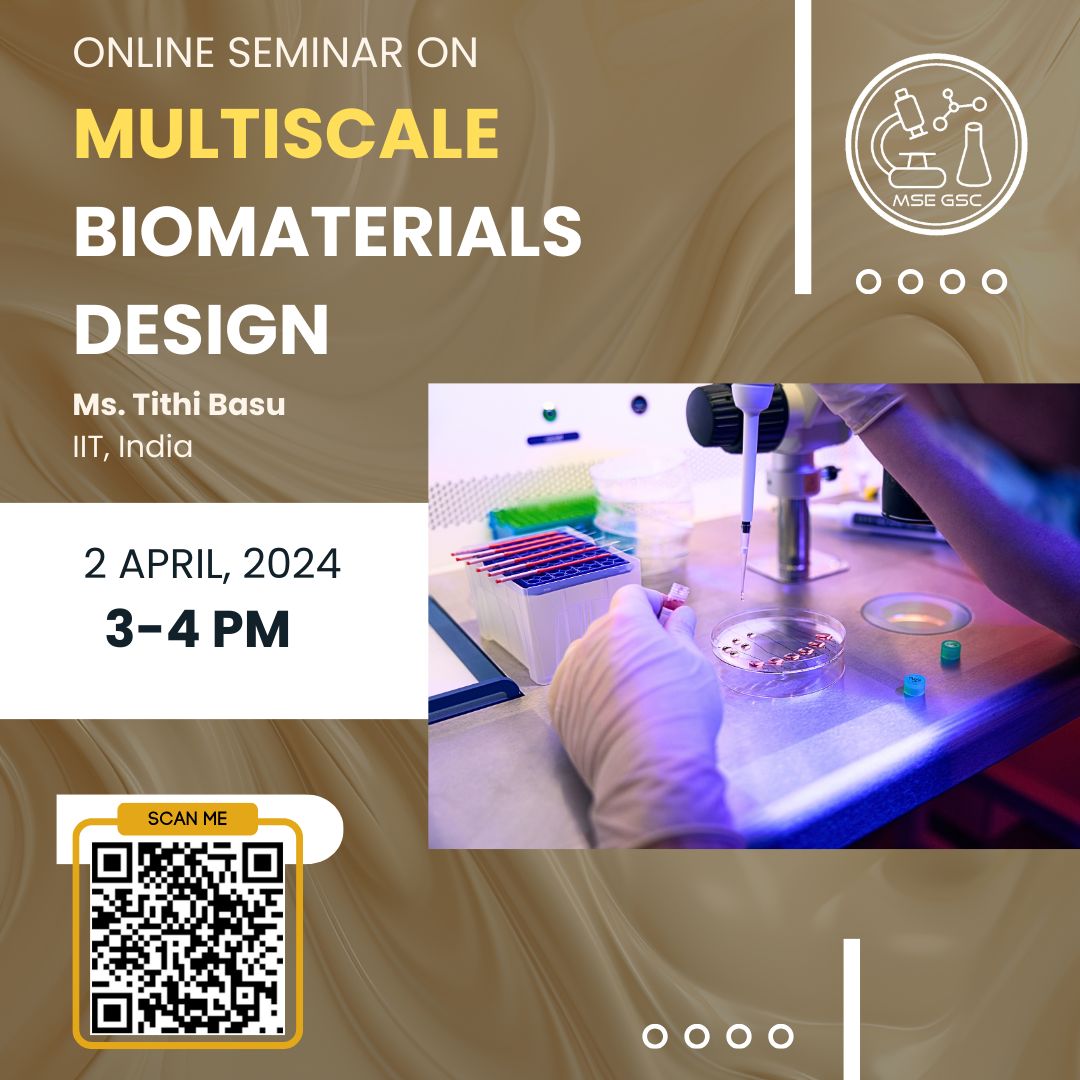 ONLINE SEMINAR ON
MULTISCALE
BIOMATERIALS
DESIGN
Ms. Tithi Basu
IIT, India
MSE GSC
2 APRIL, 2024
3-4 PM
SCAN ME